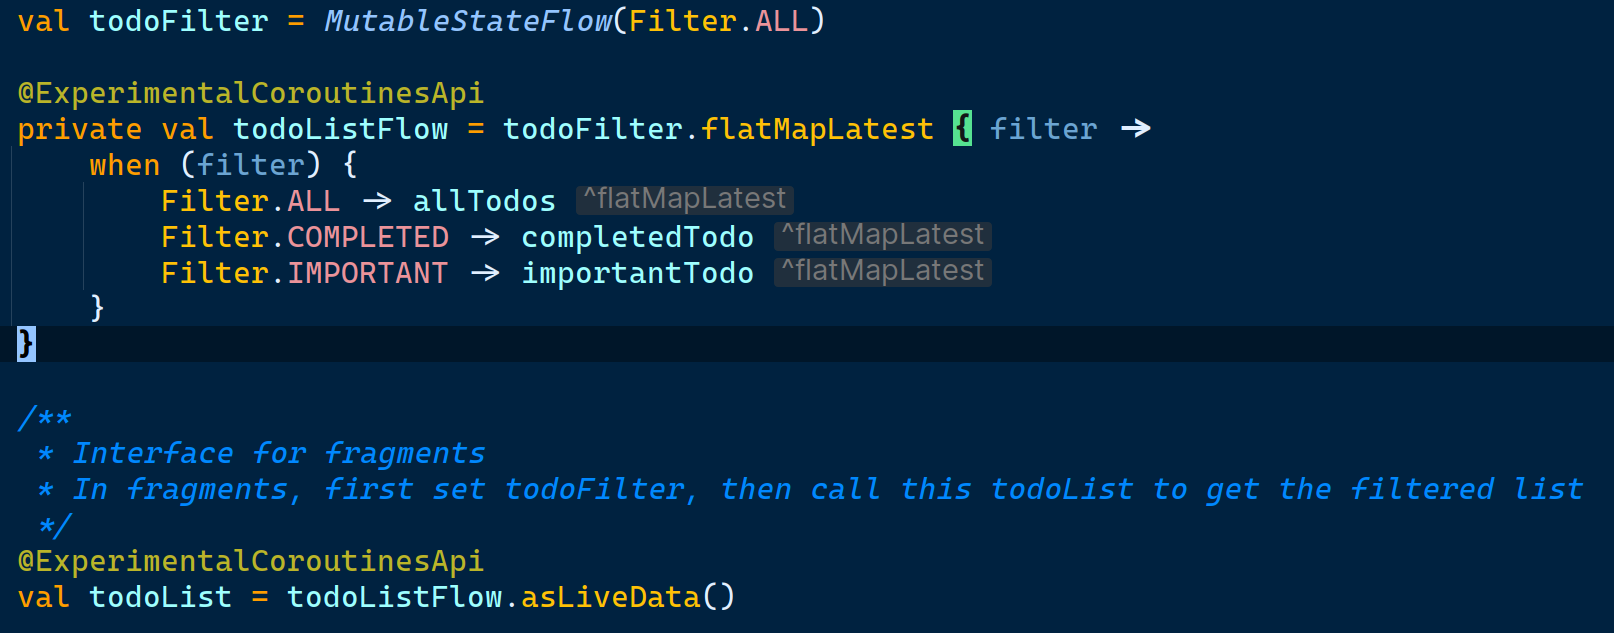 val todoFilter = MutableStateFlow(Filter.ALL)
@ExperimentalCoroutinesApi
private val todoListFlow = todoFilter.flatMapLatest { filter ->
when (filter) {
Filter.ALL -> allTodos ^flatMapLatest
Filter.COMPLETED -> completedTodo ^flatMapLatest
Filter.IMPORTANT -> importantTodo ^flatMapLatest
}
}
/**
* Interface for fragments
* In fragments, first set todoFilter, then call this todoList to get the filtered list
*/
@ExperimentalCoroutinesApi
val todoList = todoListFlow.asLiveData()